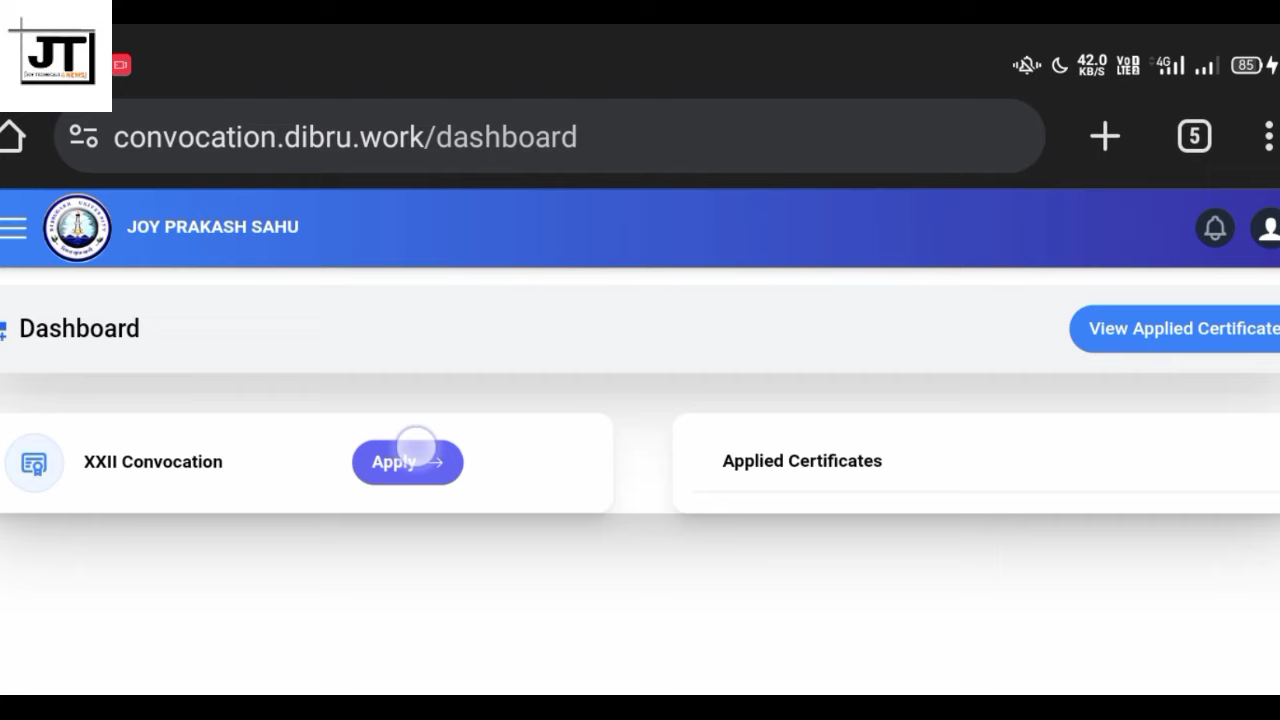 JT
42.0
KB/S
4G
85
convocation.dibru.work/dashboard
5
JOY PRAKASH SAHU
Dashboard
View Applied Certificate
XXII Convocation
Apply →
Applied Certificates